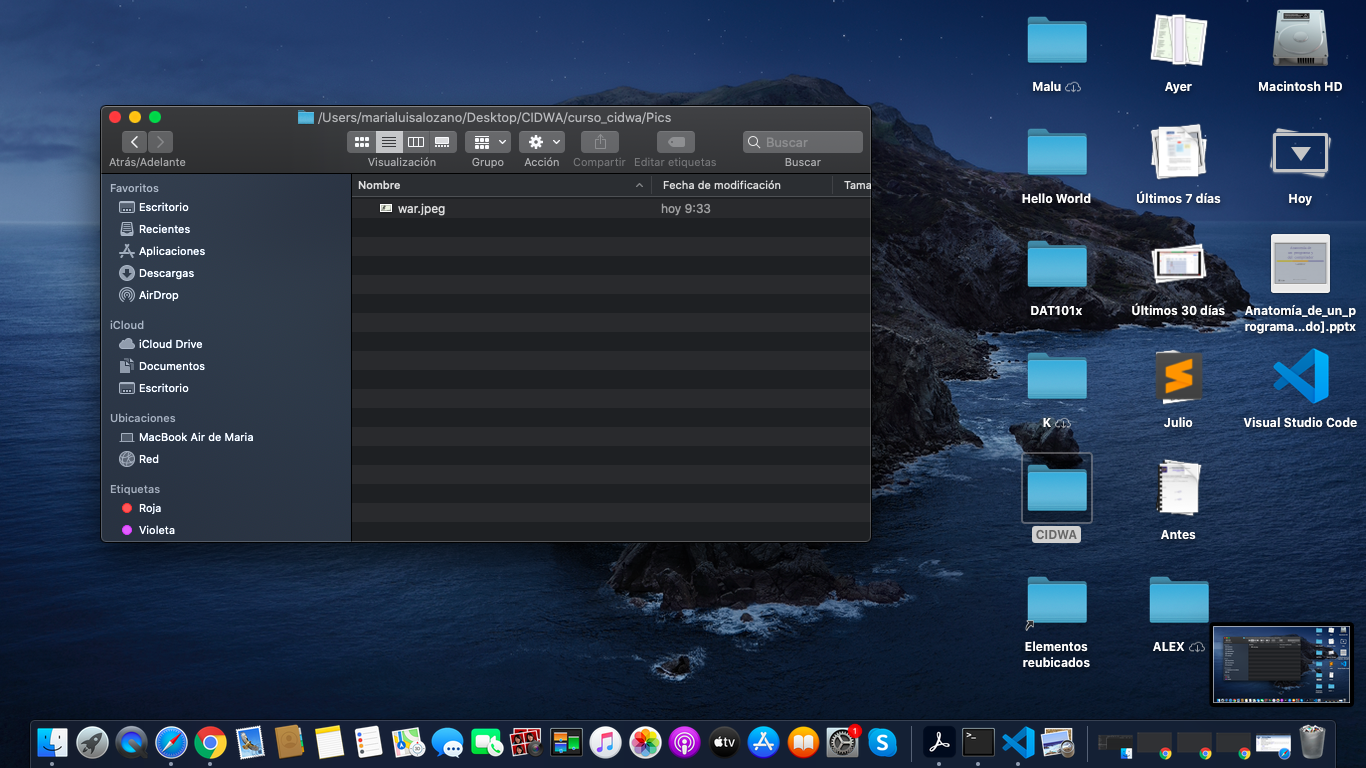 /Users/marialuisalozano/Desktop/CIDWA/curso_cidwa/Pics
Buscar
Atrás/Adelante Visualización Grupo Acción Compartir Editar etiquetas Buscar
Favoritos
Escritorio
Recientes
Aplicaciones
Descargas
AirDrop
iCloud
iCloud Drive
Documentos
Escritorio
Ubicaciones
MacBook Air de Maria
Red
Etiquetas
Roja
Violeta
Nombre Fecha de modificación Tama
war.jpeg hoy 9:33
Malu Ayer Macintosh HD
Hello World Últimos 7 días Hoy
DAT101x Últimos 30 días Anatomía_de_un_p
rograma...do].pptx
K Julio Visual Studio Code
CIDWA Antes
Elementos
reubicados
ALEX
30
tv
1